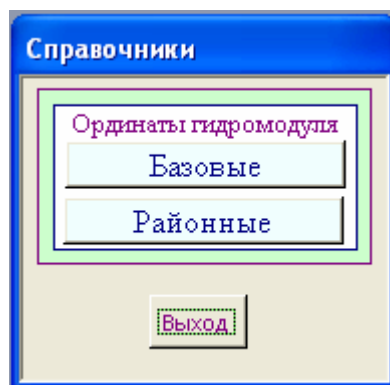 Справочники
Ординаты гидромодуля
Базовые
Районные
Выход